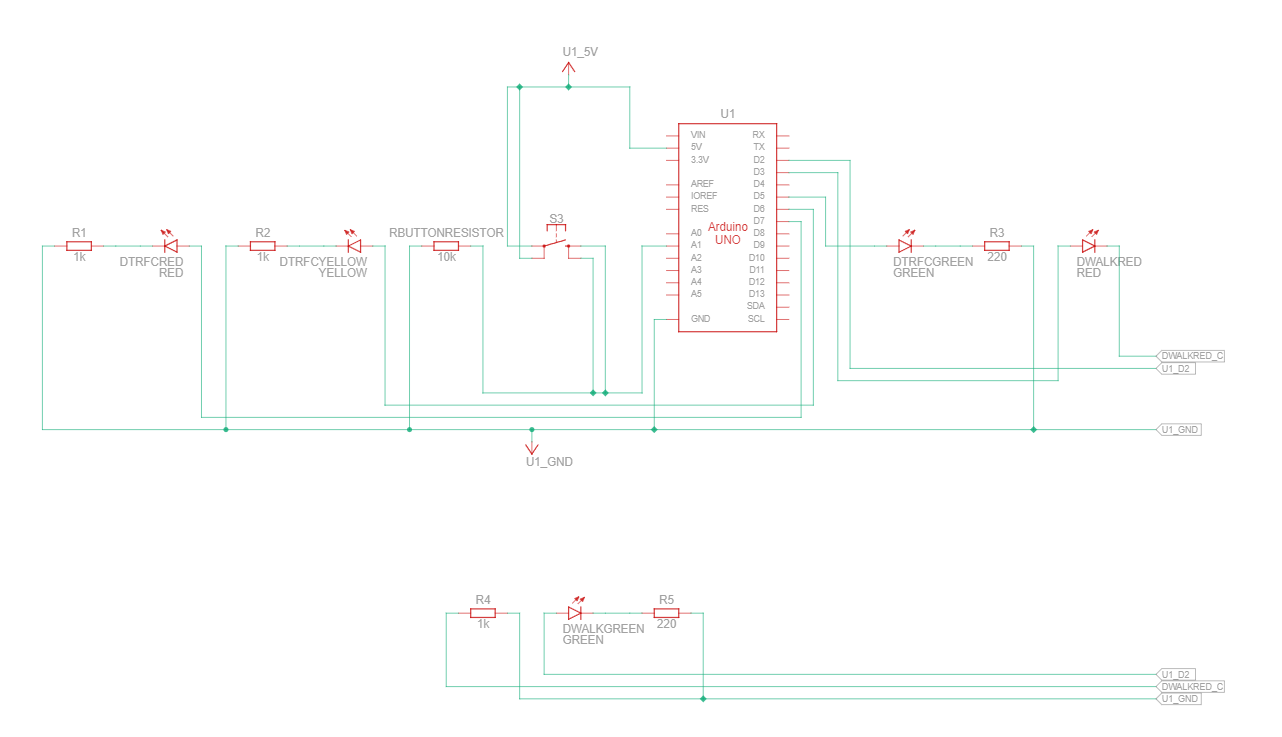 U1_5V
U1
VIN RX
5V TX
3.3V D2
D3
AREF D4
IOREF D5
RES D6
D7
Arduino
UNO
A0 D8
A1 D9
A2 D10
A3 D11
A4 D12
A5 D13
SDA
GND SCL
R1
1k
DTRFCRED
RED
R2
1k
DTRFCYELLOW
YELLOW
RBUTTONRESISTOR
10k
S3
DTRFCGREEN
GREEN
R3
220
DWALKRED
RED
DWALKRED_C
U1_D2
U1_GND
U1_GND
R4
1k
DWALKGREEN
GREEN
R5
220
U1_D2
DWALKRED_C
U1_GND